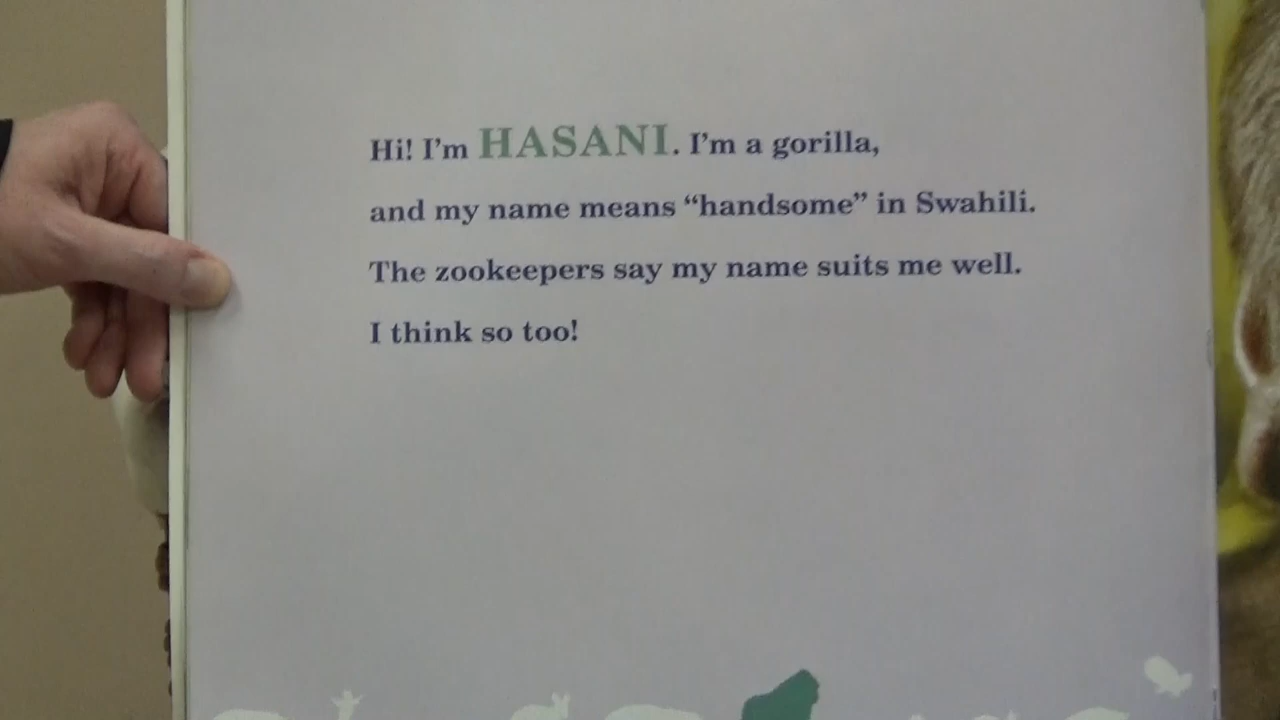 Hi! I'm HASANI. I'm a gorilla,
and my name means “handsome” in Swahili.
The zookeepers say my name suits me well.
I think so too!